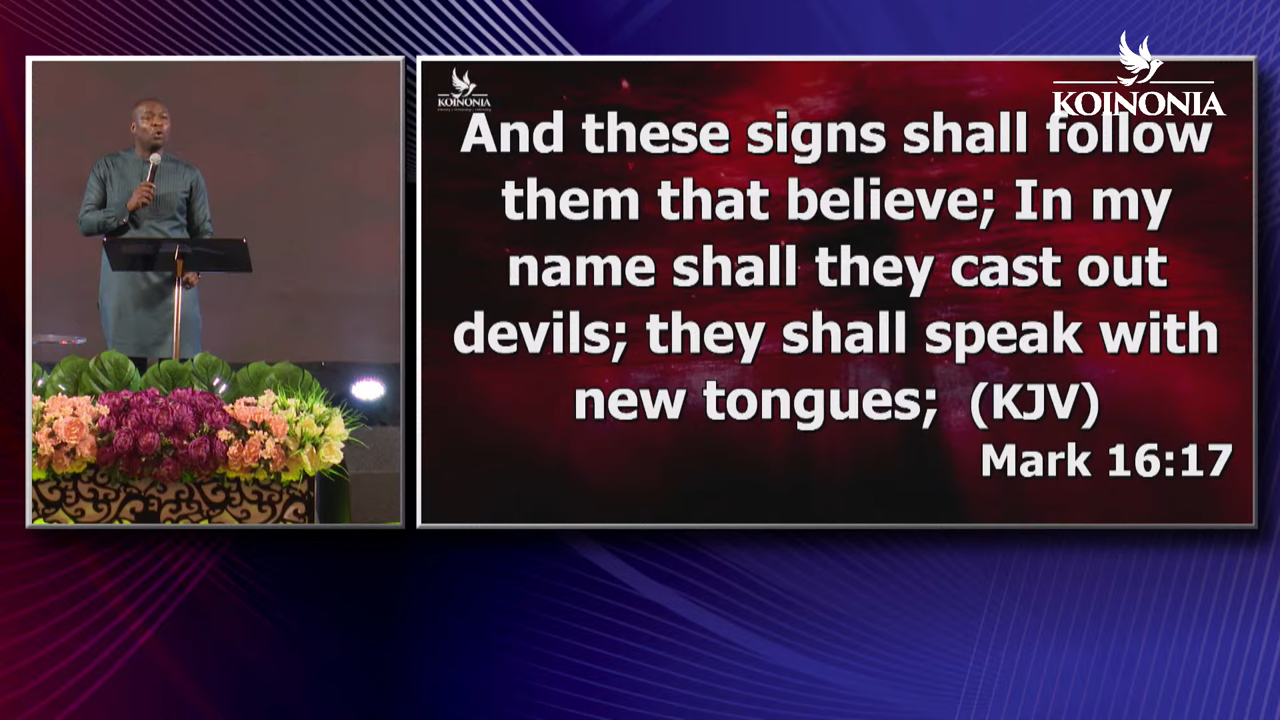 KOINONIA
KOINONIA
And these signs shall follow
them that believe; In my
name shall they cast out
devils; they shall speak with
new tongues; (KJV)
Mark 16:17